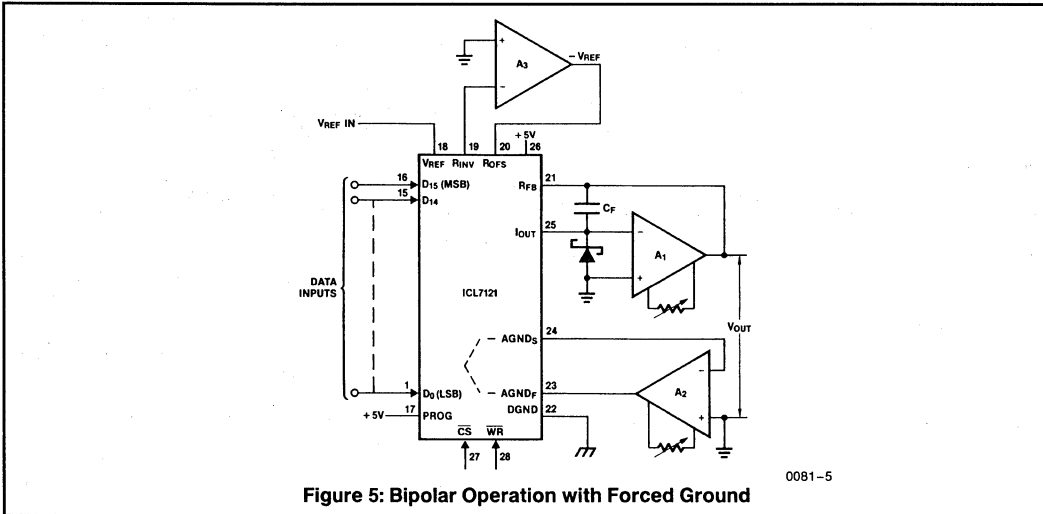 +
A3
−
− VREF
VREF IN
18
19
20
+ 5V
26
VREF
RINV
ROFS
16
D15 (MSB)
15
D14
RFB
21
CF
IOUT
25
−
A1
+
DATA
INPUTS
ICL7121
VOUT
− AGNDS
24
−
A2
+
1
D0 (LSB)
− AGNDF
23
17
+ 5V
PROG
DGND
22
CS
WR
27
28
0081–5
Figure 5: Bipolar Operation with Forced Ground